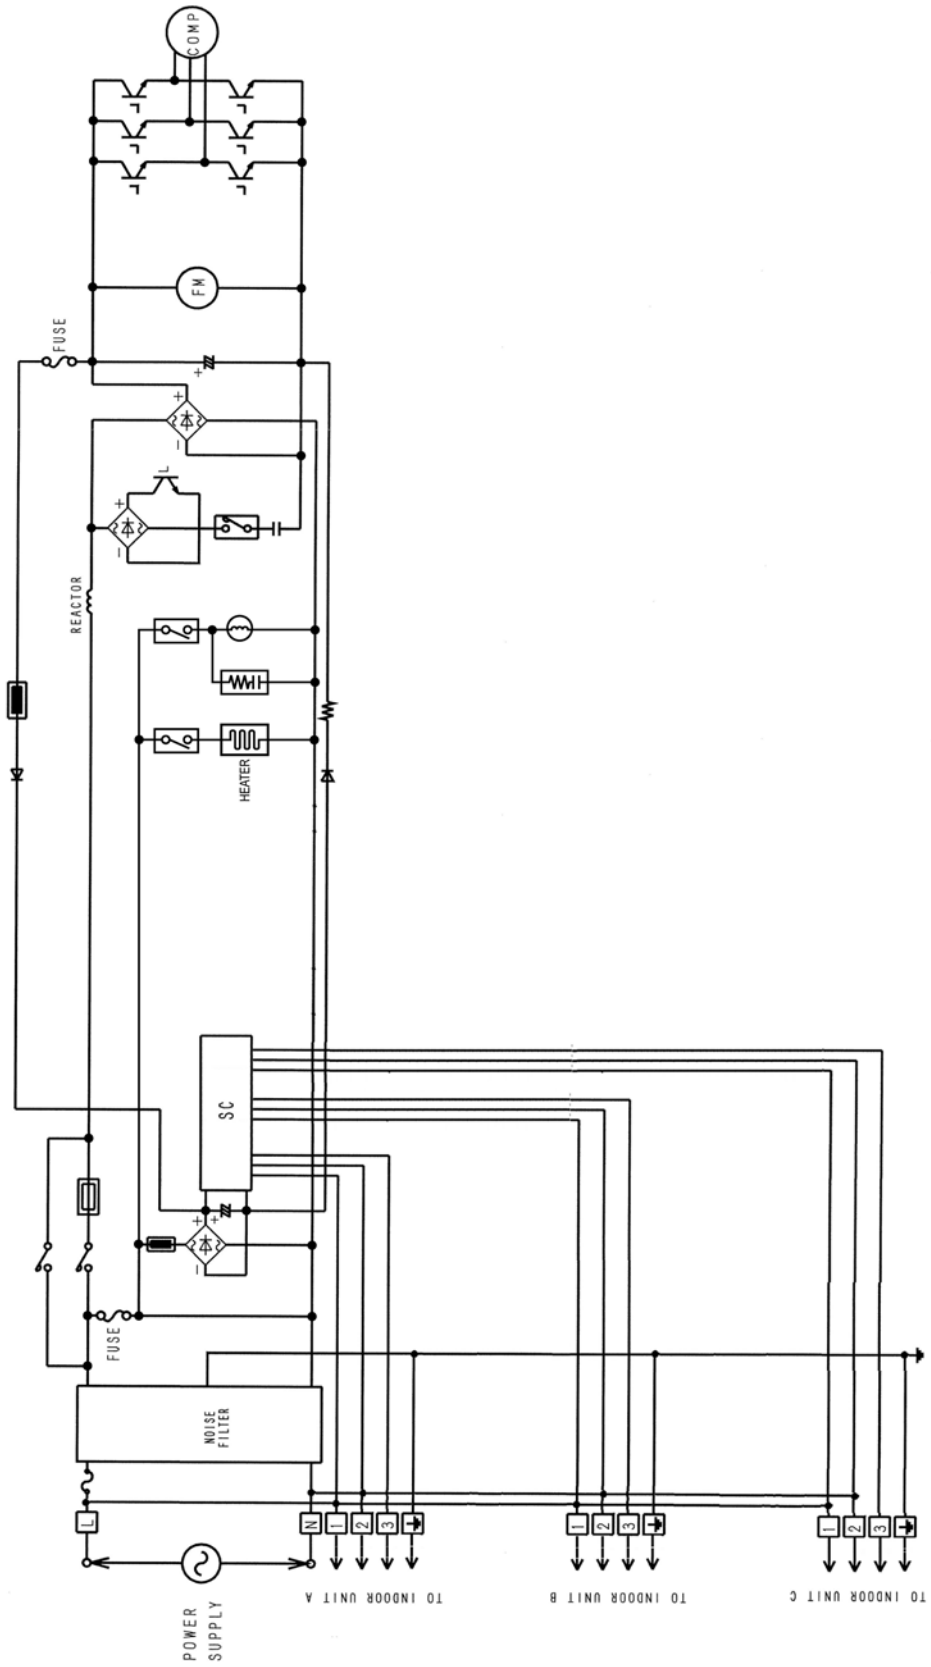 COMP
FM
FUSE
+
+
-
L
+
-
REACTOR
HEATER
SC
+
+
-
FUSE
NOISE
FILTER
L
N
1
2
3
1
2
3
1
2
3
TO INDOOR UNIT A
TO INDOOR UNIT B
TO INDOOR UNIT C
POWER
SUPPLY